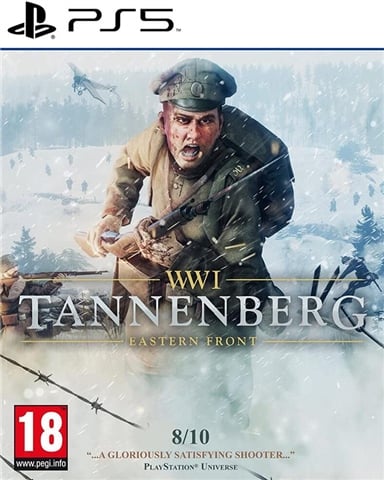 PS5
WWI
TANNENBERG
EASTERN FRONT
18
www.pegi.info
8/10
"...A GLORIOUSLY SATISFYING SHOOTER..."
PLAYSTATION® UNIVERSE